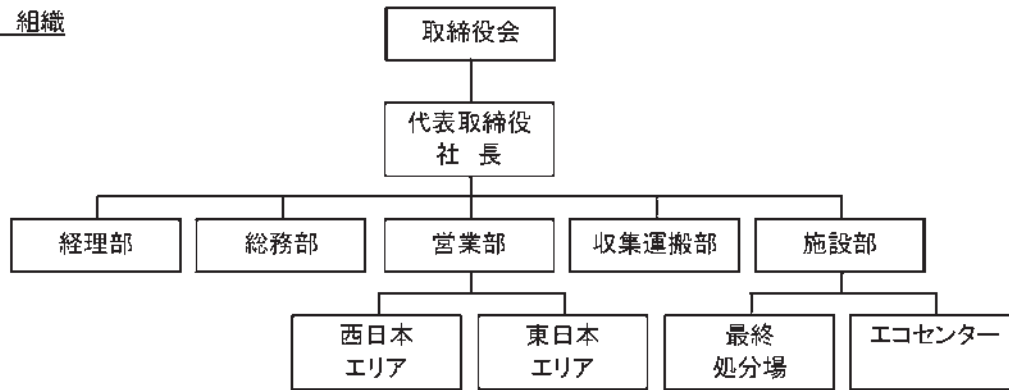 組織
取締役会
代表取締役
社 長
経理部
総務部
営業部
収集運搬部
施設部
西日本
エリア
東日本
エリア
最終
処分場
エコセンター